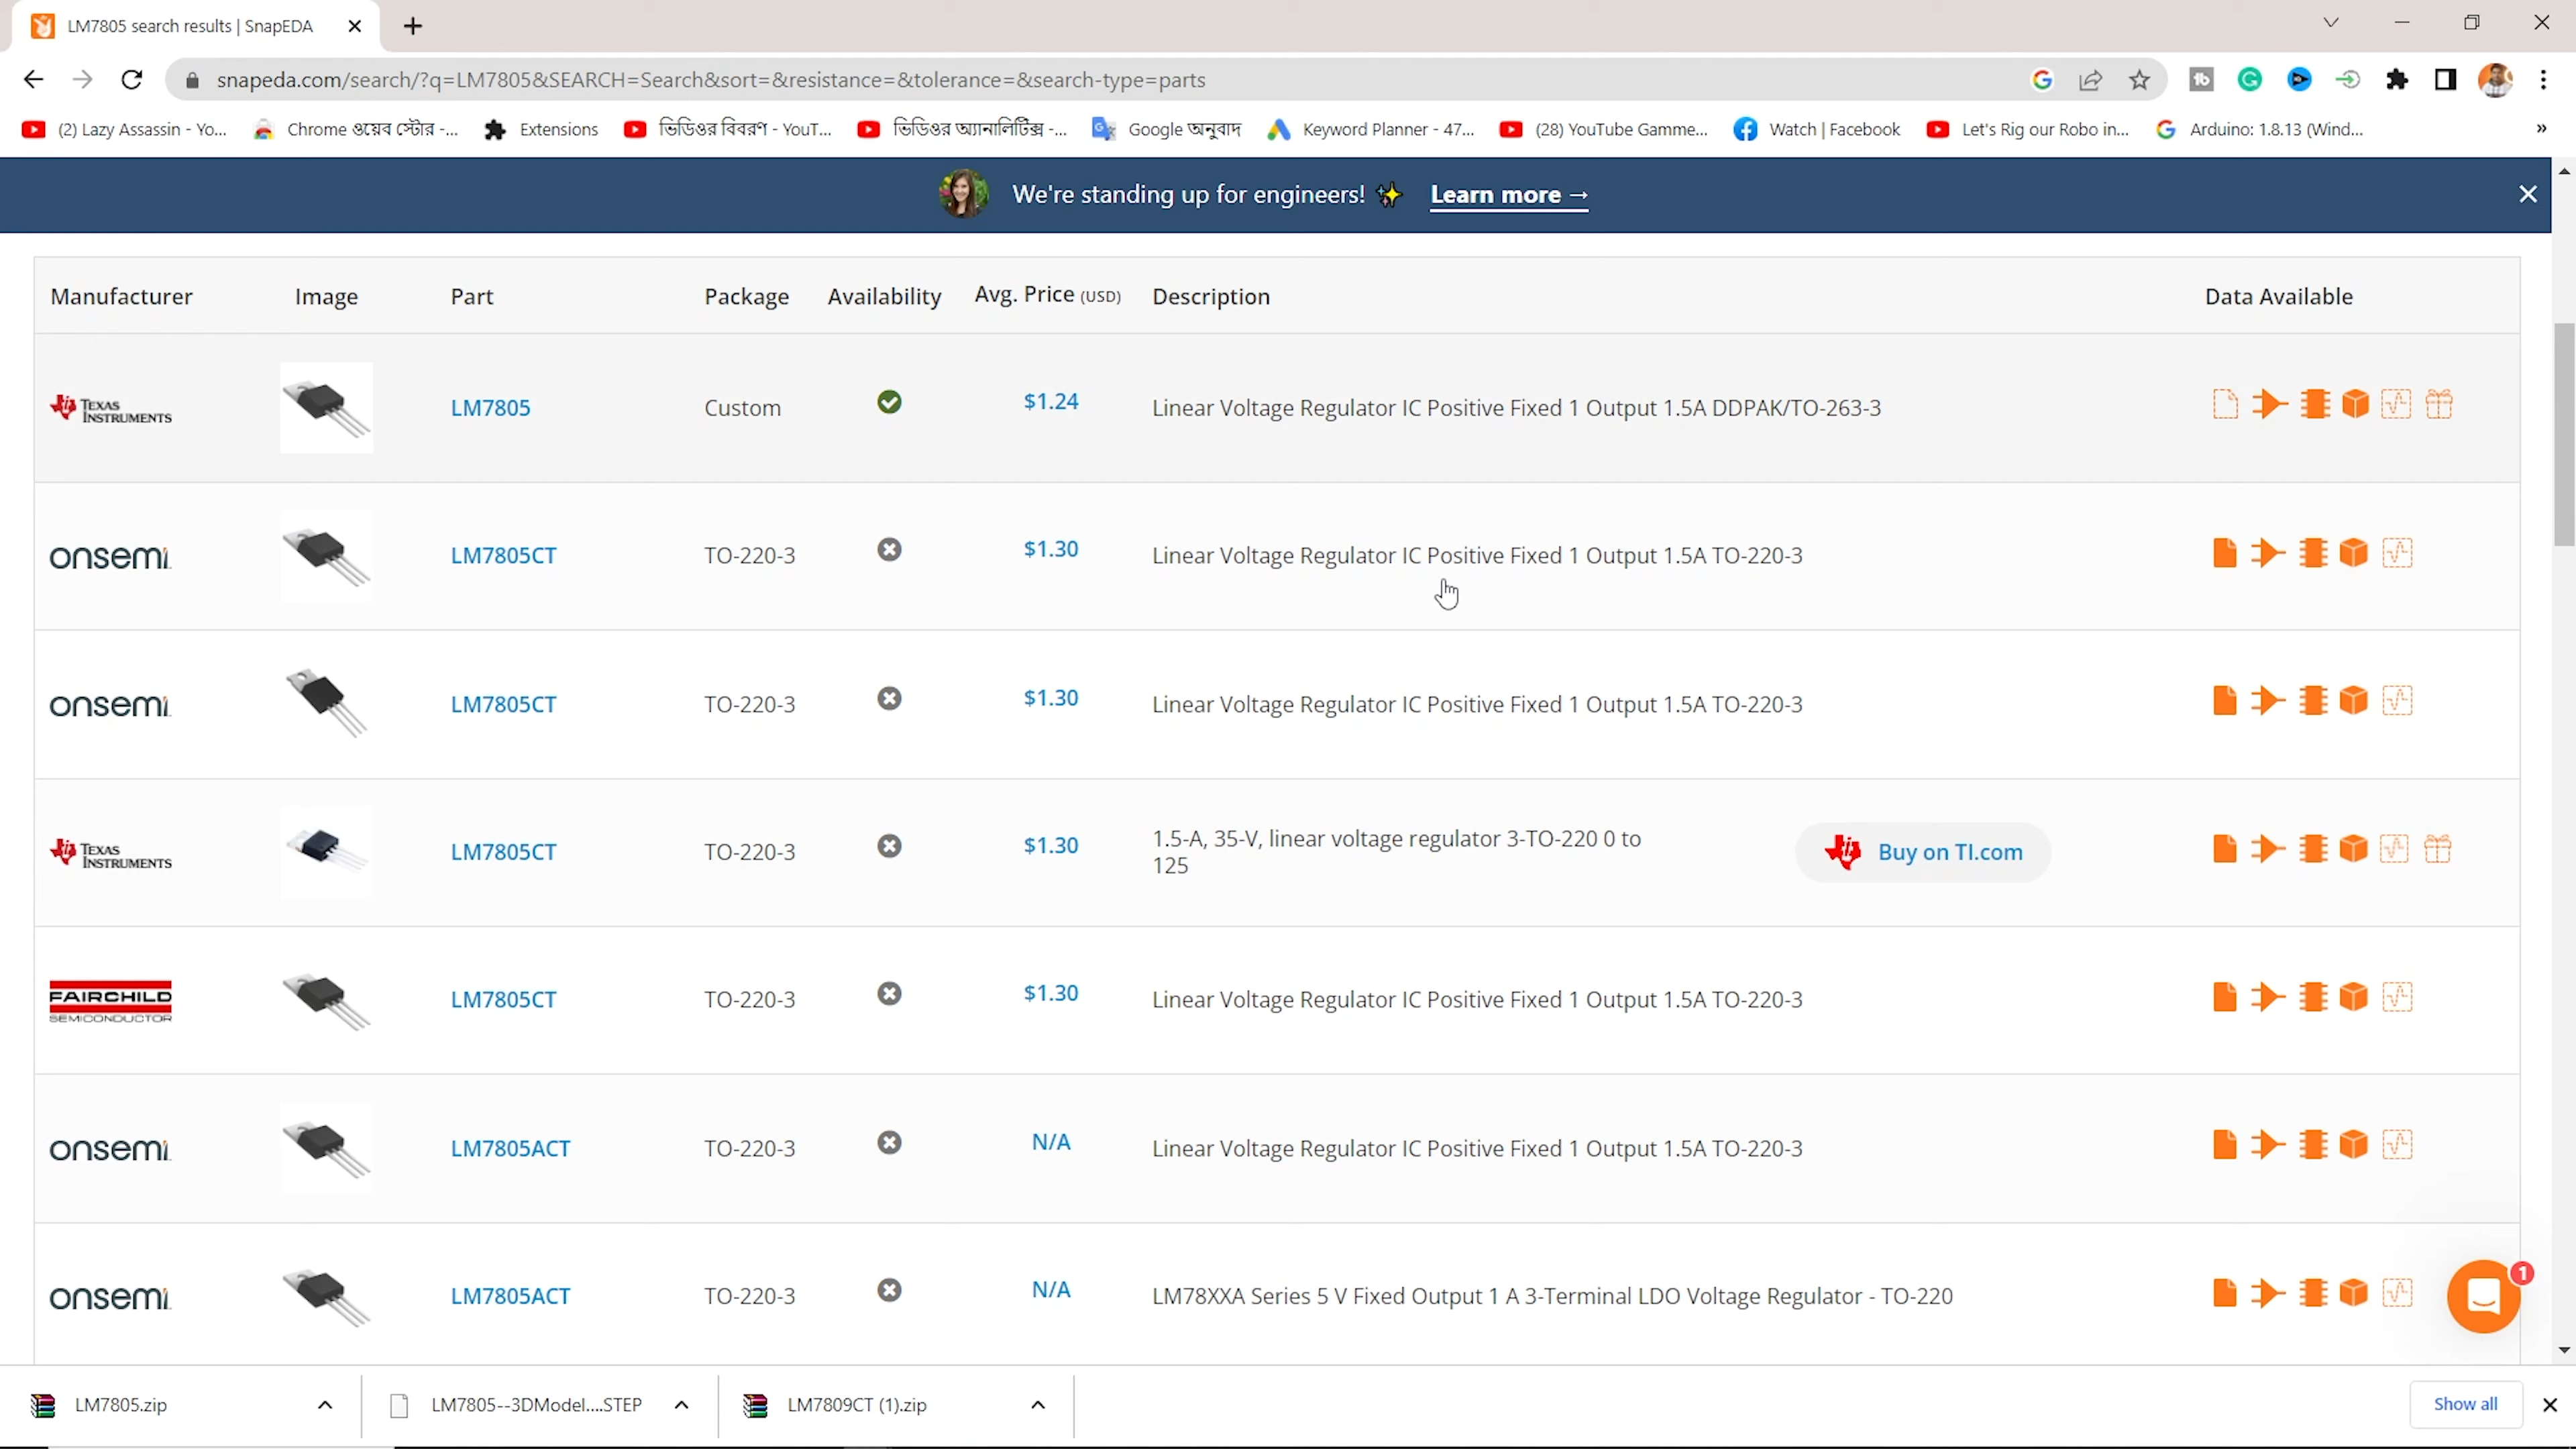 LM7805 search results | SnapEDA
snapeda.com/search/?q=LM7805&SEARCH=Search&sort=&resistance=&tolerance=&search-type=parts
(2) Lazy Assassin - Yo... Chrome ওয়েব স্টোর -... Extensions ভিডিওর বিবরণ - YouT... ভিডিওর অ্যানালিটিক্স -... Google অনুবাদ Keyword Planner - 47... (28) YouTube Gamme... Watch | Facebook Let's Rig our Robo in... Arduino: 1.8.13 (Wind... »
We're standing up for engineers! ✨ Learn more →
Manufacturer Image Part Package Availability Avg. Price (USD) Description Data Available
TEXAS INSTRUMENTS LM7805 Custom $1.24 Linear Voltage Regulator IC Positive Fixed 1 Output 1.5A DDPAK/TO-263-3
onsemi LM7805CT TO-220-3 $1.30 Linear Voltage Regulator IC Positive Fixed 1 Output 1.5A TO-220-3
onsemi LM7805CT TO-220-3 $1.30 Linear Voltage Regulator IC Positive Fixed 1 Output 1.5A TO-220-3
TEXAS INSTRUMENTS LM7805CT TO-220-3 $1.30 1.5-A, 35-V, linear voltage regulator 3-TO-220 0 to
125
Buy on TI.com
FAIRCHILD SEMICONDUCTOR LM7805CT TO-220-3 $1.30 Linear Voltage Regulator IC Positive Fixed 1 Output 1.5A TO-220-3
onsemi LM7805ACT TO-220-3 N/A Linear Voltage Regulator IC Positive Fixed 1 Output 1.5A TO-220-3
onsemi LM7805ACT TO-220-3 N/A LM78XXA Series 5 V Fixed Output 1 A 3-Terminal LDO Voltage Regulator - TO-220
1
LM7805.zip LM7805--3DModel....STEP LM7809CT (1).zip Show all